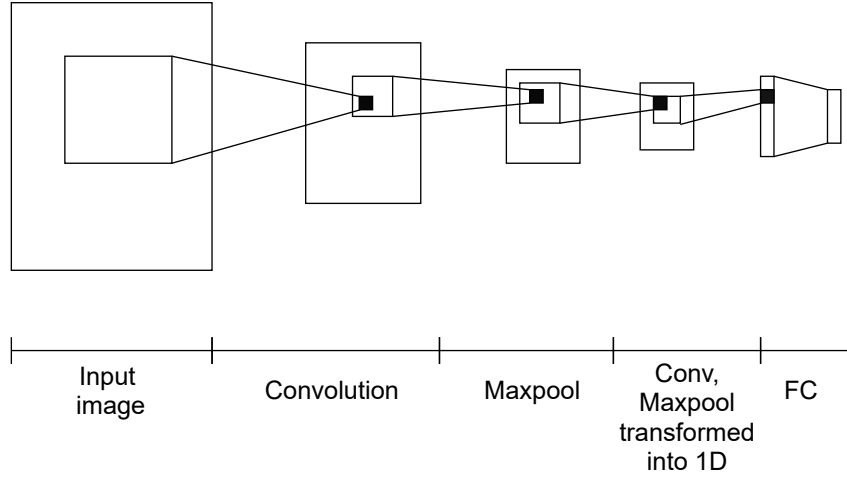 Input
image
Convolution
Maxpool
Conv,
Maxpool
transformed
into 1D
FC